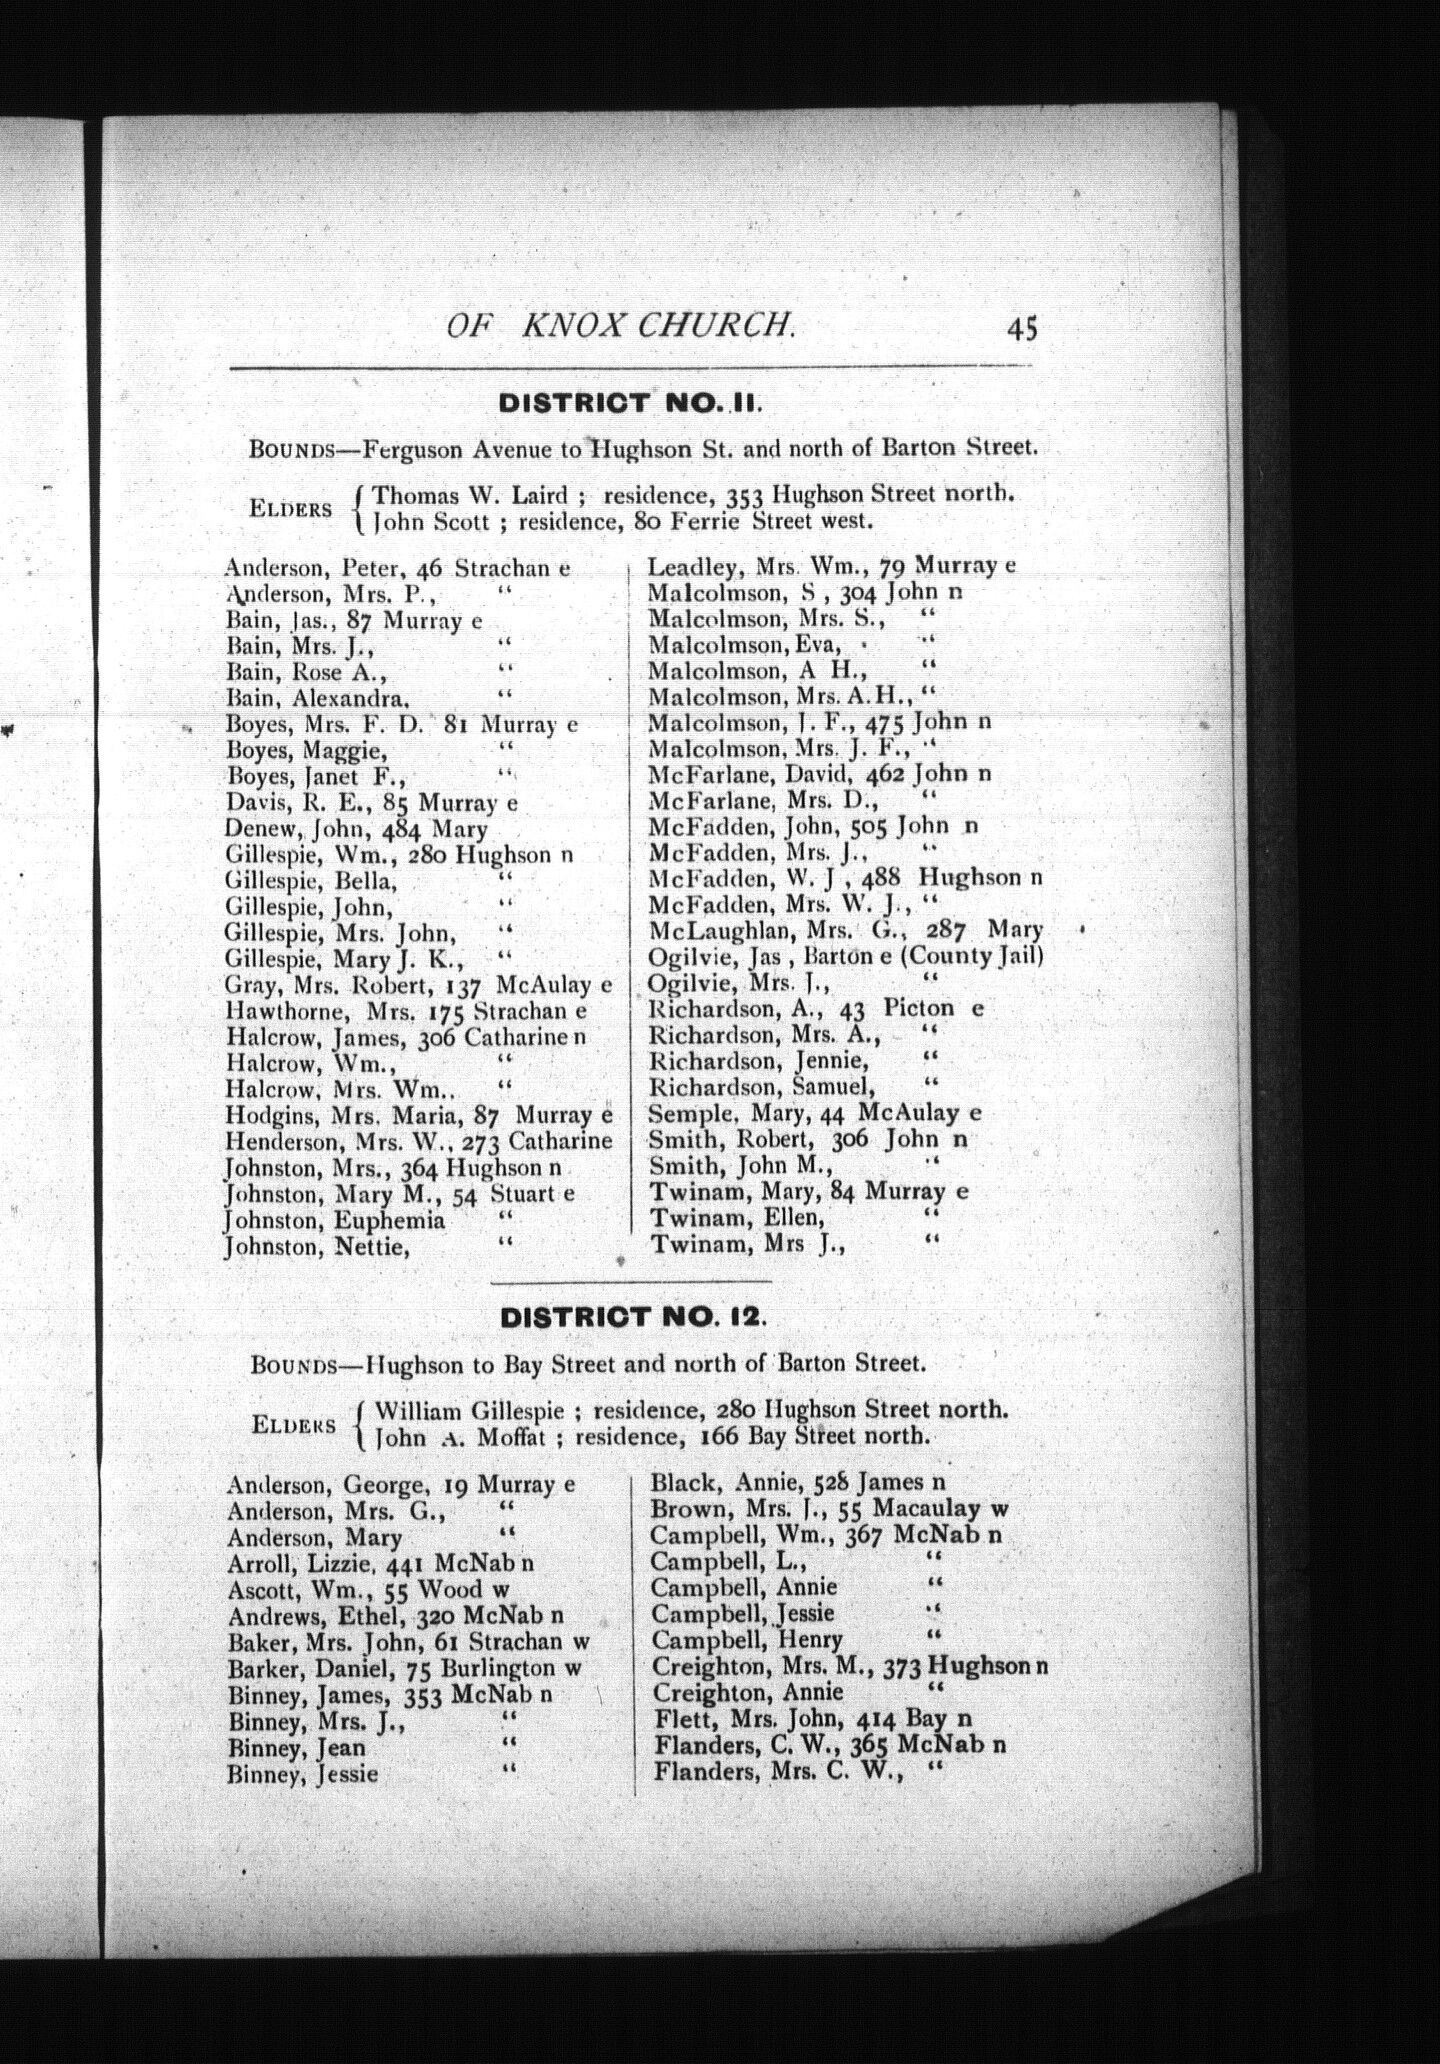 OF KNOX CHURCH. 45
DISTRICT NO. 11.
BOUNDS—Ferguson Avenue to Hughson St. and north of Barton Street.
ELDERS { Thomas W. Laird ; residence, 353 Hughson Street north.
John Scott ; residence, 80 Ferrie Street west.
Anderson, Peter, 46 Strachan e
Anderson, Mrs. P., "
Bain, Jas., 87 Murray e
Bain, Mrs. J., "
Bain, Rose A., "
Bain, Alexandra, "
Boyes, Mrs. F. D. 81 Murray e
Boyes, Maggie, "
Boyes, Janet F., "
Davis, R. E., 85 Murray e
Denew, John, 484 Mary
Gillespie, Wm., 280 Hughson n
Gillespie, Bella, "
Gillespie, John, "
Gillespie, Mrs. John, "
Gillespie, Mary J. K., "
Gray, Mrs. Robert, 137 McAulay e
Hawthorne, Mrs. 175 Strachan e
Halcrow, James, 306 Catharine n
Halcrow, Wm., "
Halcrow, Mrs. Wm.. "
Hodgins, Mrs. Maria, 87 Murray e
Henderson, Mrs. W., 273 Catharine
Johnston, Mrs., 364 Hughson n
Johnston, Mary M., 54 Stuart e
Johnston, Euphemia "
Johnston, Nettie, "
Leadley, Mrs. Wm., 79 Murray e
Malcolmson, S , 304 John n
Malcolmson, Mrs. S., "
Malcolmson, Eva, "
Malcolmson, A H., "
Malcolmson, Mrs. A. H., "
Malcolmson, J. F., 475 John n
Malcolmson, Mrs. J. F., "
McFarlane, David, 462 John n
McFarlane, Mrs. D., "
McFadden, John, 505 John n
McFadden, Mrs. J., "
McFadden, W. J , 488 Hughson n
McFadden, Mrs. W. J., "
McLaughlan, Mrs. G., 287 Mary
Ogilvie, Jas , Barton e (County Jail)
Ogilvie, Mrs. J., "
Richardson, A., 43 Picton e
Richardson, Mrs. A., "
Richardson, Jennie, "
Richardson, Samuel, "
Semple, Mary, 44 McAulay e
Smith, Robert, 306 John n
Smith, John M., "
Twinam, Mary, 84 Murray e
Twinam, Ellen, "
Twinam, Mrs J., "
DISTRICT NO. 12.
BOUNDS—Hughson to Bay Street and north of Barton Street.
ELDERS { William Gillespie ; residence, 280 Hughson Street north.
John A. Moffat ; residence, 166 Bay Street north.
Anderson, George, 19 Murray e
Anderson, Mrs. G., "
Anderson, Mary "
Arroll, Lizzie, 441 McNab n
Ascott, Wm., 55 Wood w
Andrews, Ethel, 320 McNab n
Baker, Mrs. John, 61 Strachan w
Barker, Daniel, 75 Burlington w
Binney, James, 353 McNab n
Binney, Mrs. J., "
Binney, Jean "
Binney, Jessie "
Black, Annie, 528 James n
Brown, Mrs. J., 55 Macaulay w
Campbell, Wm., 367 McNab n
Campbell, L., "
Campbell, Annie "
Campbell, Jessie "
Campbell, Henry "
Creighton, Mrs. M., 373 Hughson n
Creighton, Annie "
Flett, Mrs. John, 414 Bay n
Flanders, C. W., 365 McNab n
Flanders, Mrs. C. W., "